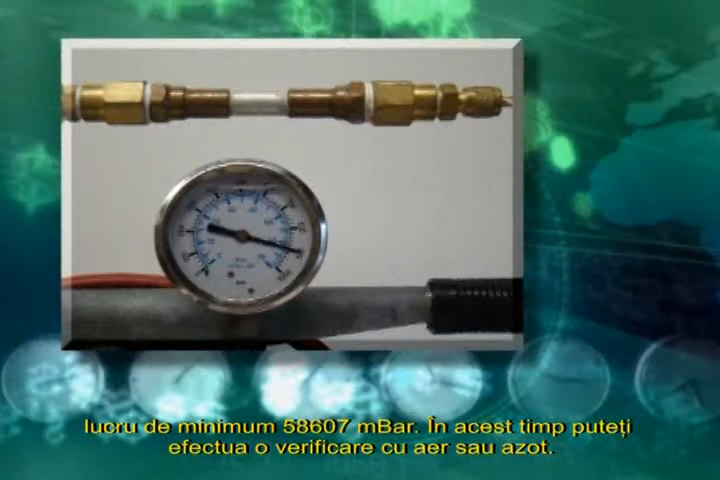 lucru de minimum 58607 mBar. În acest timp puteți
efectua o verificare cu aer sau azot.